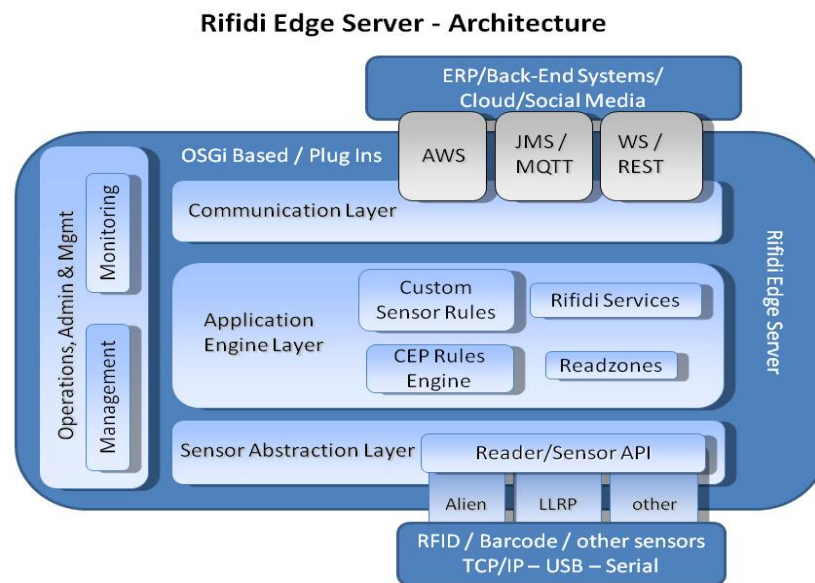 Rifidi Edge Server - Architecture
ERP/Back-End Systems/
Cloud/Social Media
OSGi Based / Plug Ins
AWS
JMS /
MQTT
WS /
REST
Communication Layer
Operations, Admin & Mgmt
Monitoring
Management
Application
Engine Layer
Custom
Sensor Rules
Rifidi Services
CEP Rules
Engine
Readzones
Rifidi Edge Server
Sensor Abstraction Layer
Reader/Sensor API
Alien
LLRP
other
RFID / Barcode / other sensors
TCP/IP – USB – Serial